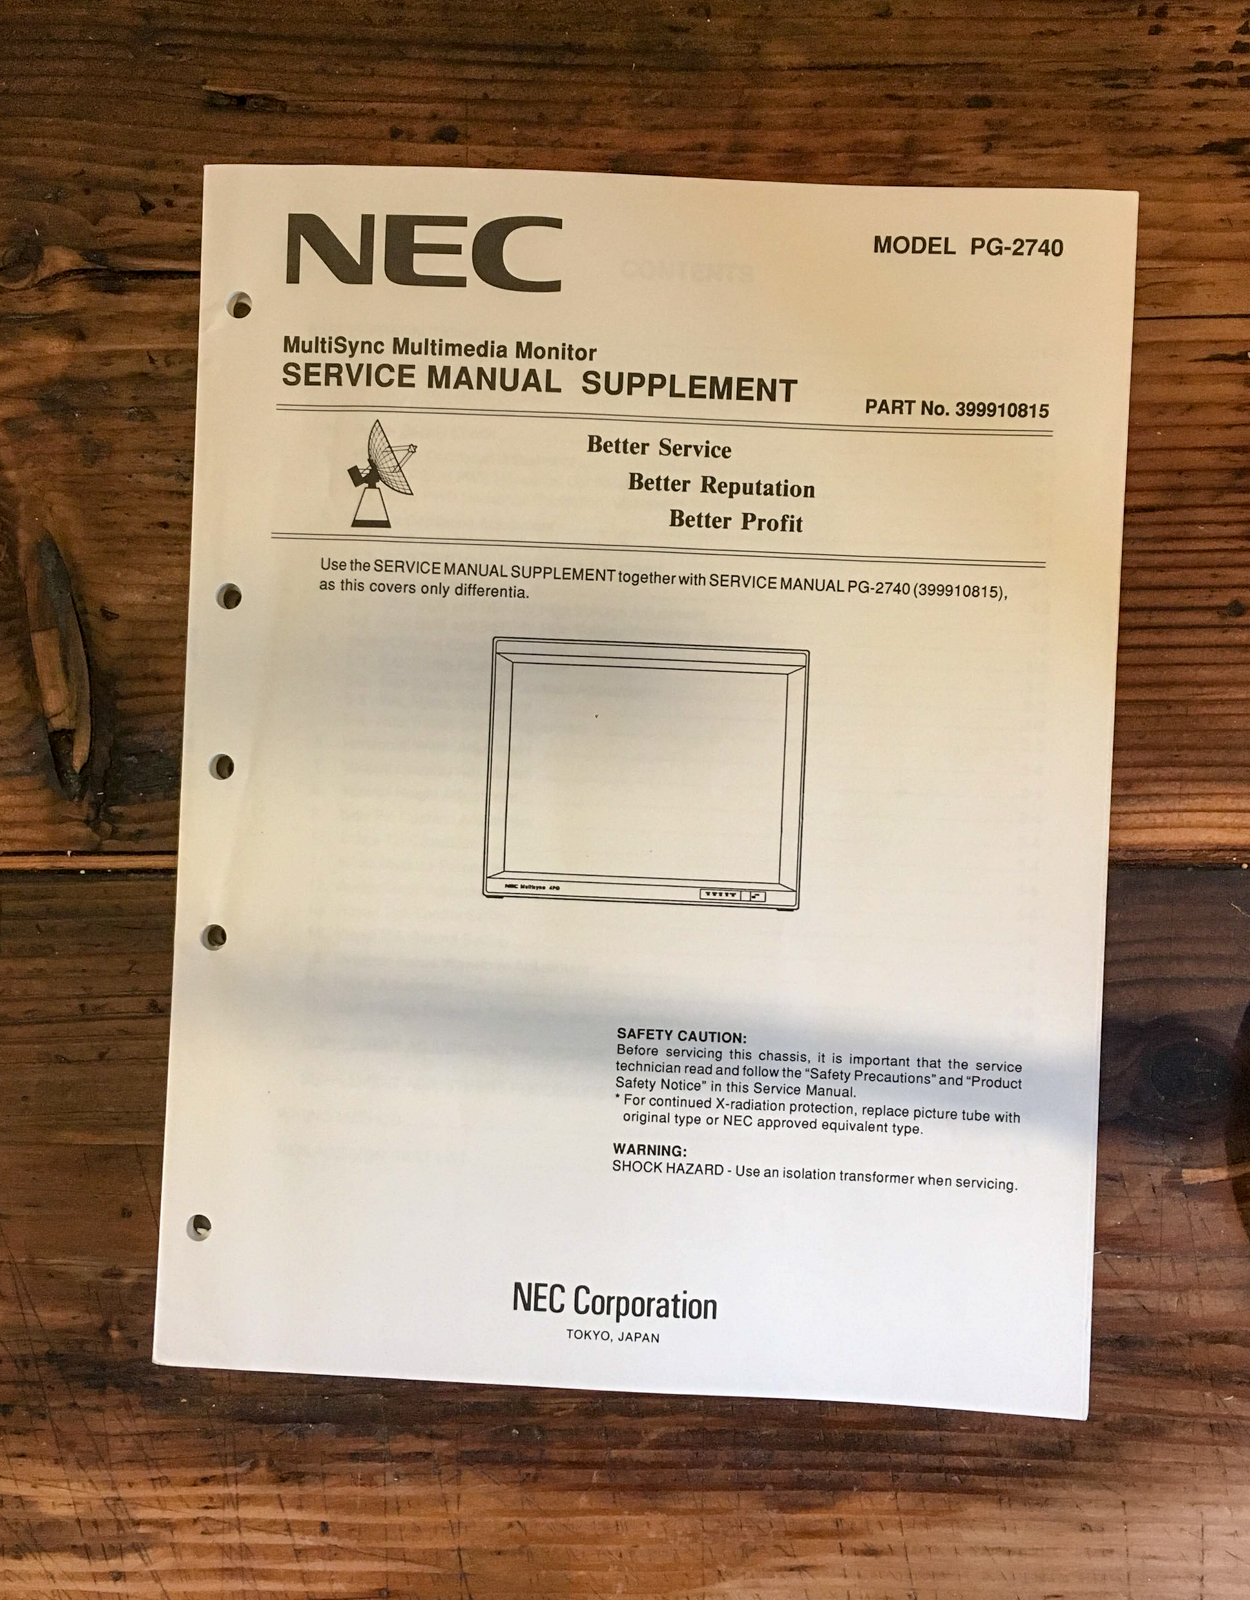 NEC
MODEL PG-2740
MultiSync Multimedia Monitor
SERVICE MANUAL SUPPLEMENT
PART No. 399910815
Better Service
Better Reputation
Better Profit
Use the SERVICE MANUAL SUPPLEMENT together with SERVICE MANUAL PG-2740 (399910815),
as this covers only differentia.
NEC MultiSync 4PG
SAFETY CAUTION:
Before servicing this chassis, it is important that the service
technician read and follow the “Safety Precautions” and “Product
Safety Notice” in this Service Manual.
* For continued X-radiation protection, replace picture tube with
original type or NEC approved equivalent type.
WARNING:
SHOCK HAZARD - Use an isolation transformer when servicing.
NEC Corporation
TOKYO, JAPAN